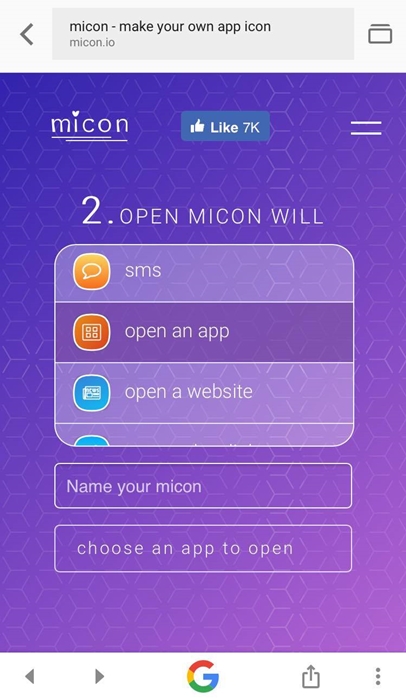 micon - make your own app icon
micon.io
micon
Like 7K
2. OPEN MICON WILL
sms
open an app
open a website
Name your micon
choose an app to open